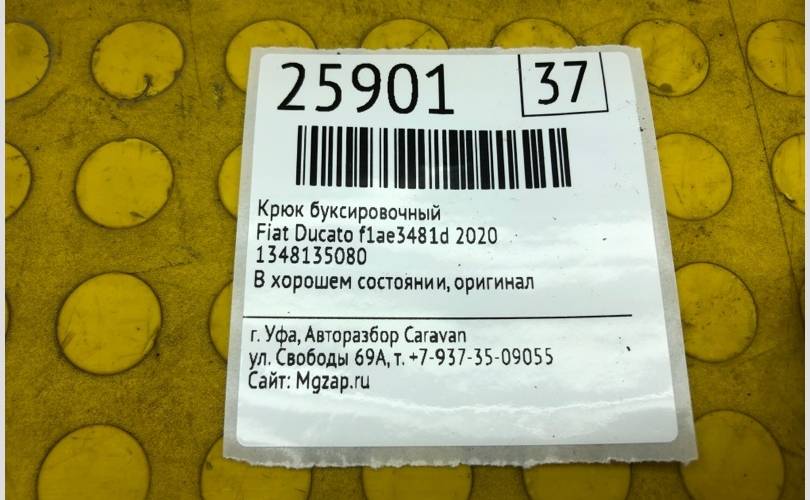 25901
37
Крюк буксировочный
Fiat Ducato f1ae3481d 2020
1348135080
В хорошем состоянии, оригинал
г. Уфа, Авторазбор Caravan
ул. Свободы 69А, т. +7-937-35-09055
Сайт: Mgzap.ru